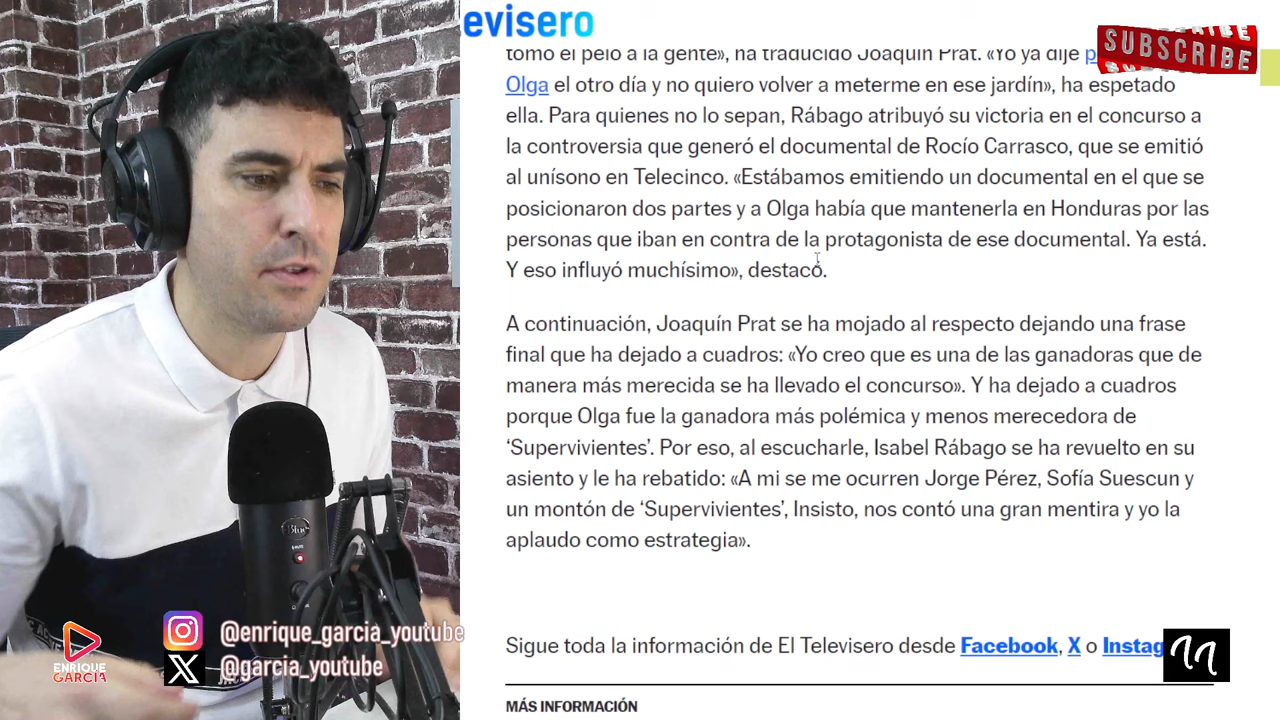 evisero
SUBSCRIBE
tomó el pelo a la gente», ha traducido Joaquín Prat. «Yo ya dije
Olga el otro día y no quiero volver a meterme en ese jardín», ha espetado
ella. Para quienes no lo sepan, Rábago atribuyó su victoria en el concurso a
la controversia que generó el documental de Rocío Carrasco, que se emitió
al unísono en Telecinco. «Estábamos emitiendo un documental en el que se
posicionaron dos partes y a Olga había que mantenerla en Honduras por las
personas que iban en contra de la protagonista de ese documental. Ya está.
Y eso influyó muchísimo», destacó.
A continuación, Joaquín Prat se ha mojado al respecto dejando una frase
final que ha dejado a cuadros: «Yo creo que es una de las ganadoras que de
manera más merecida se ha llevado el concurso». Y ha dejado a cuadros
porque Olga fue la ganadora más polémica y menos merecedora de
‘Supervivientes’. Por eso, al escucharle, Isabel Rábago se ha revuelto en su
asiento y le ha rebatido: «A mi se me ocurren Jorge Pérez, Sofía Suescun y
un montón de ‘Supervivientes’, Insisto, nos contó una gran mentira y yo la
aplaudo como estrategia».
Sigue toda la información de El Televisero desde Facebook, X o Instag
MÁS INFORMACIÓN
Blue
ENRIQUE
GARCIA
@enrique_garcia_youtube
@garcia_youtube